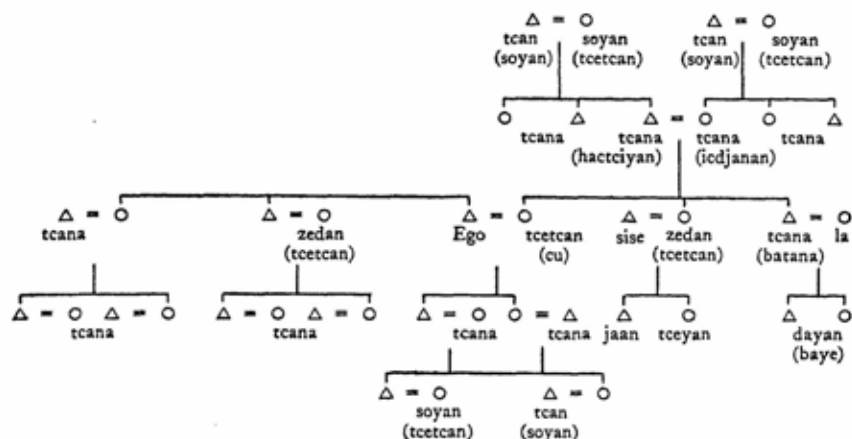 tcan soyan tcan soyan
(soyan) (tcetcan) (soyan) (tcetcan)
tcana tcana tcana tcana
(hactciyan) (icdjanan)
tcana zedan Ego tcetcan sise zedan tcana la
(tcetcan) (cu) (tcetcan) (batana)
tcana tcana tcana tcana jaan tceyan dayan
(baye)
soyan tcan
(tcetcan) (soyan)